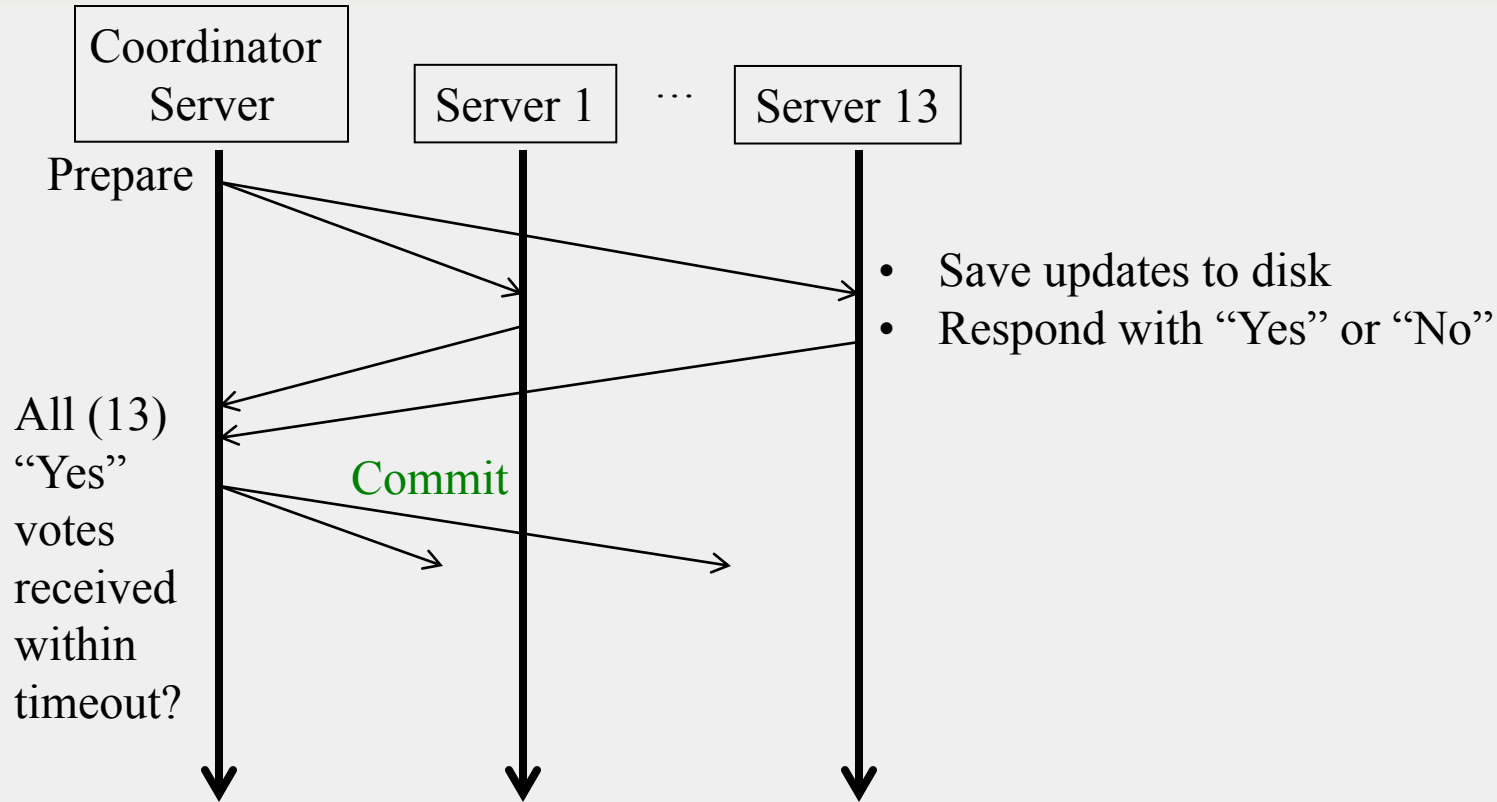 Coordinator
Server
Server 1
...
Server 13
Prepare
• Save updates to disk
• Respond with “Yes” or “No”
All (13)
“Yes”
votes
received
within
timeout?
Commit